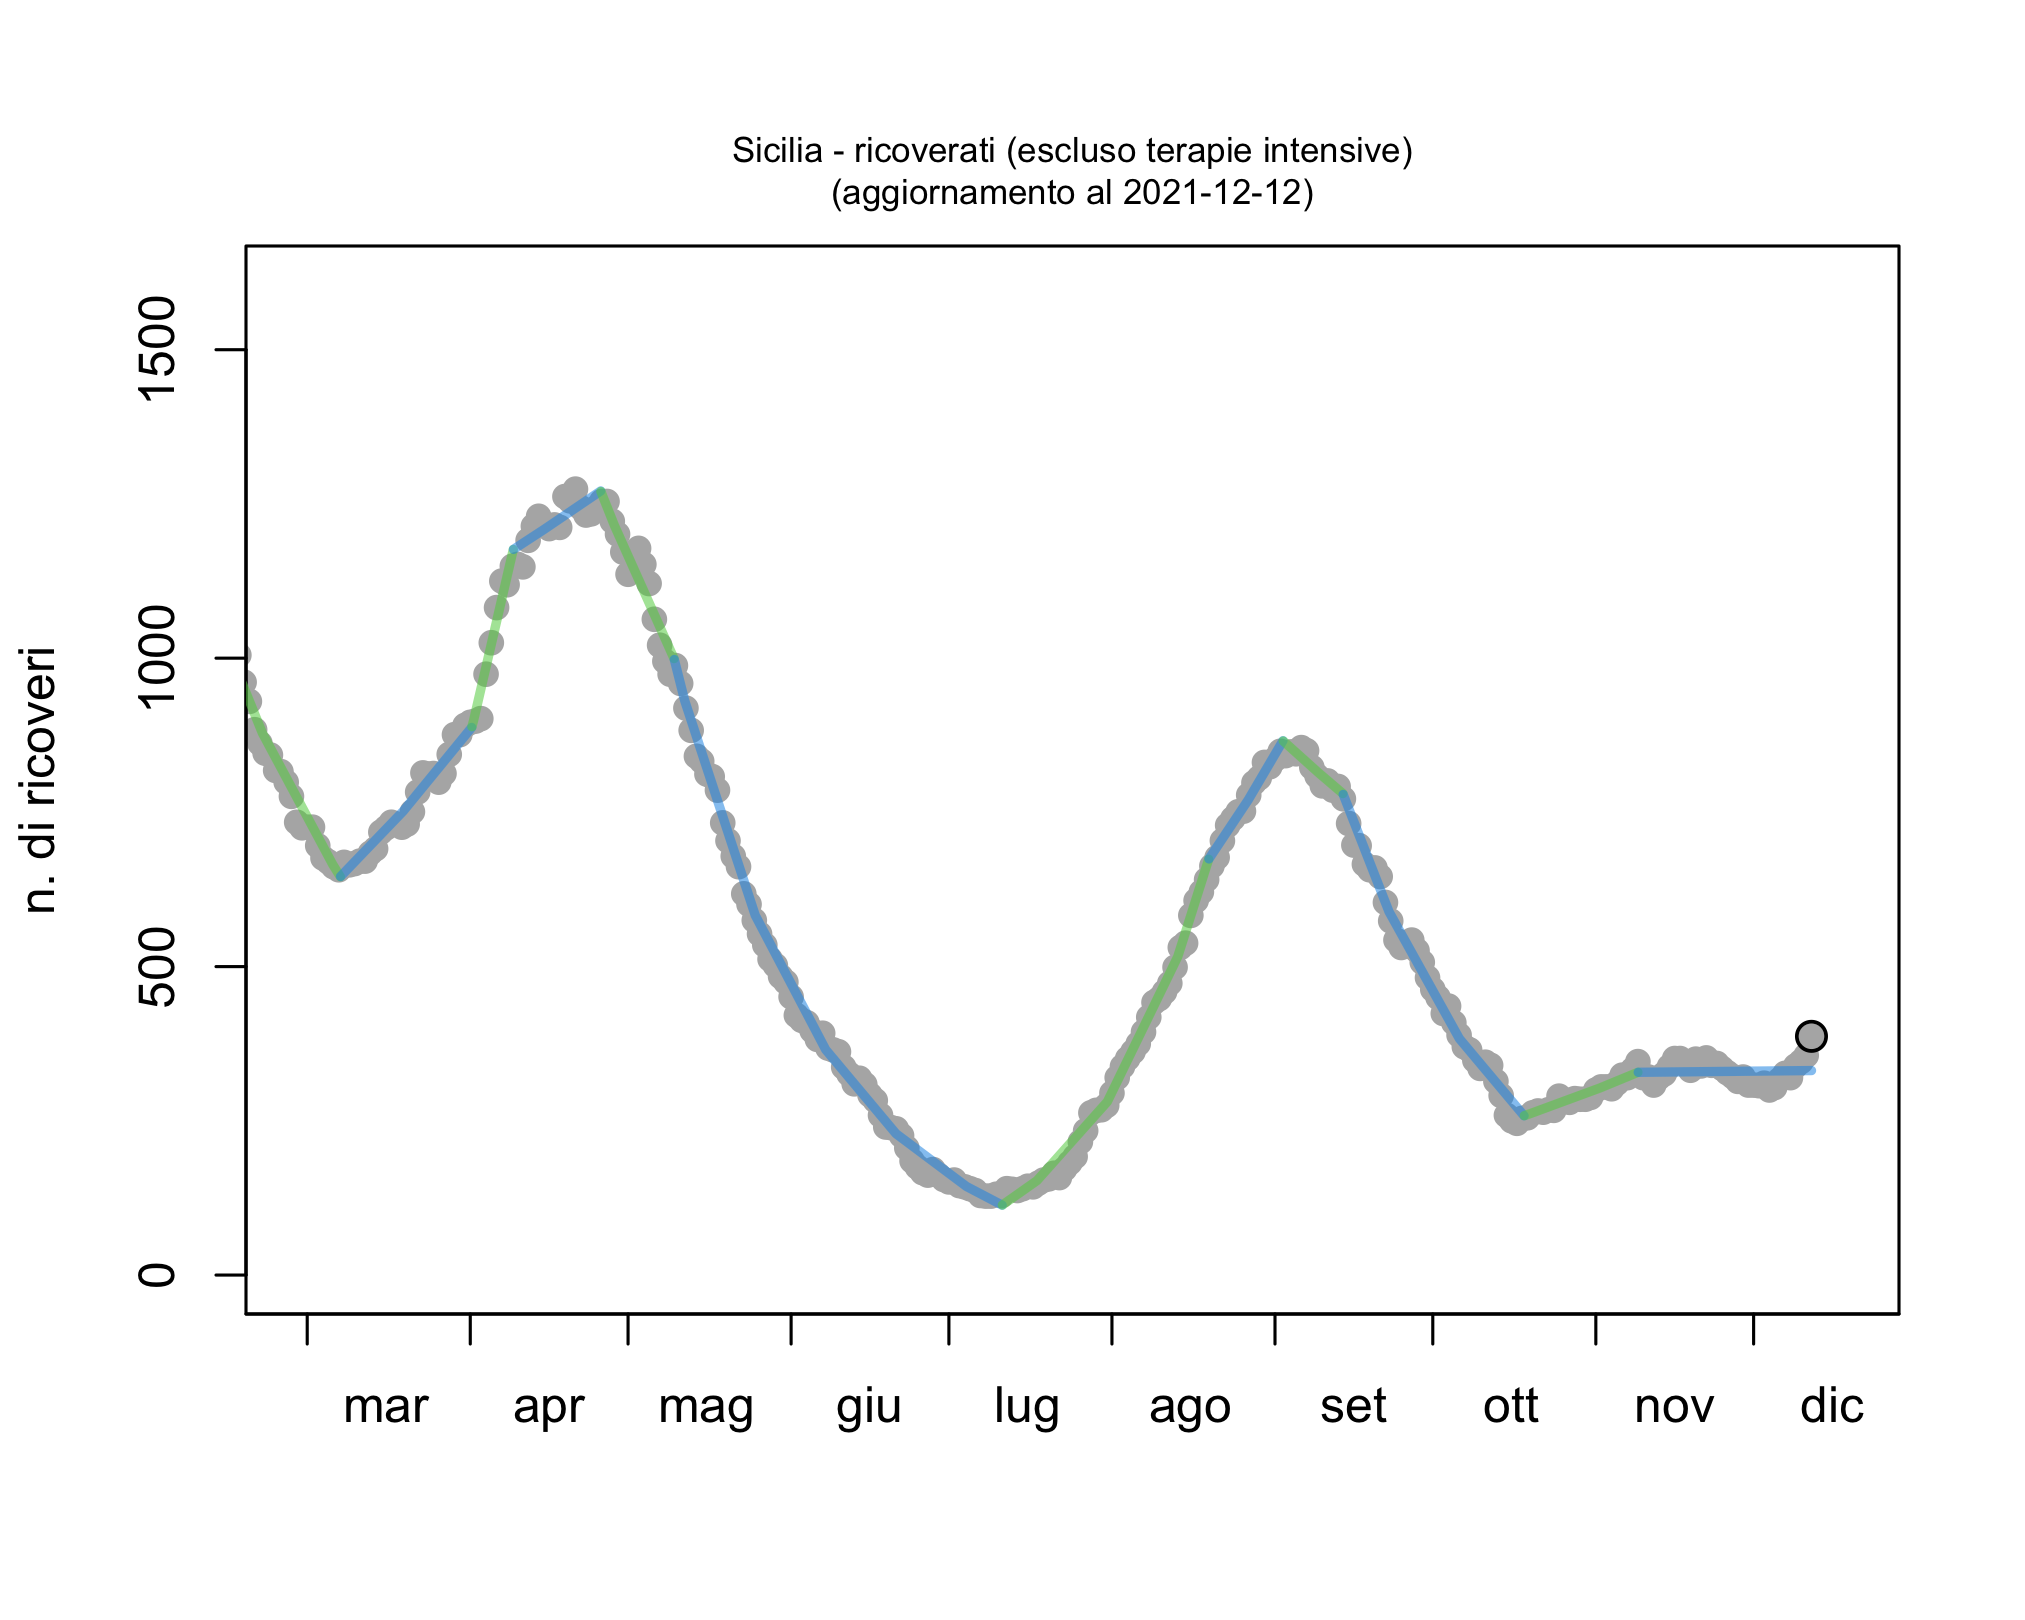 Sicilia - ricoverati (escluso terapie intensive)
(aggiornamento al 2021-12-12)
n. di ricoveri
1500
1000
500
0
mar apr mag giu lug ago set ott nov dic